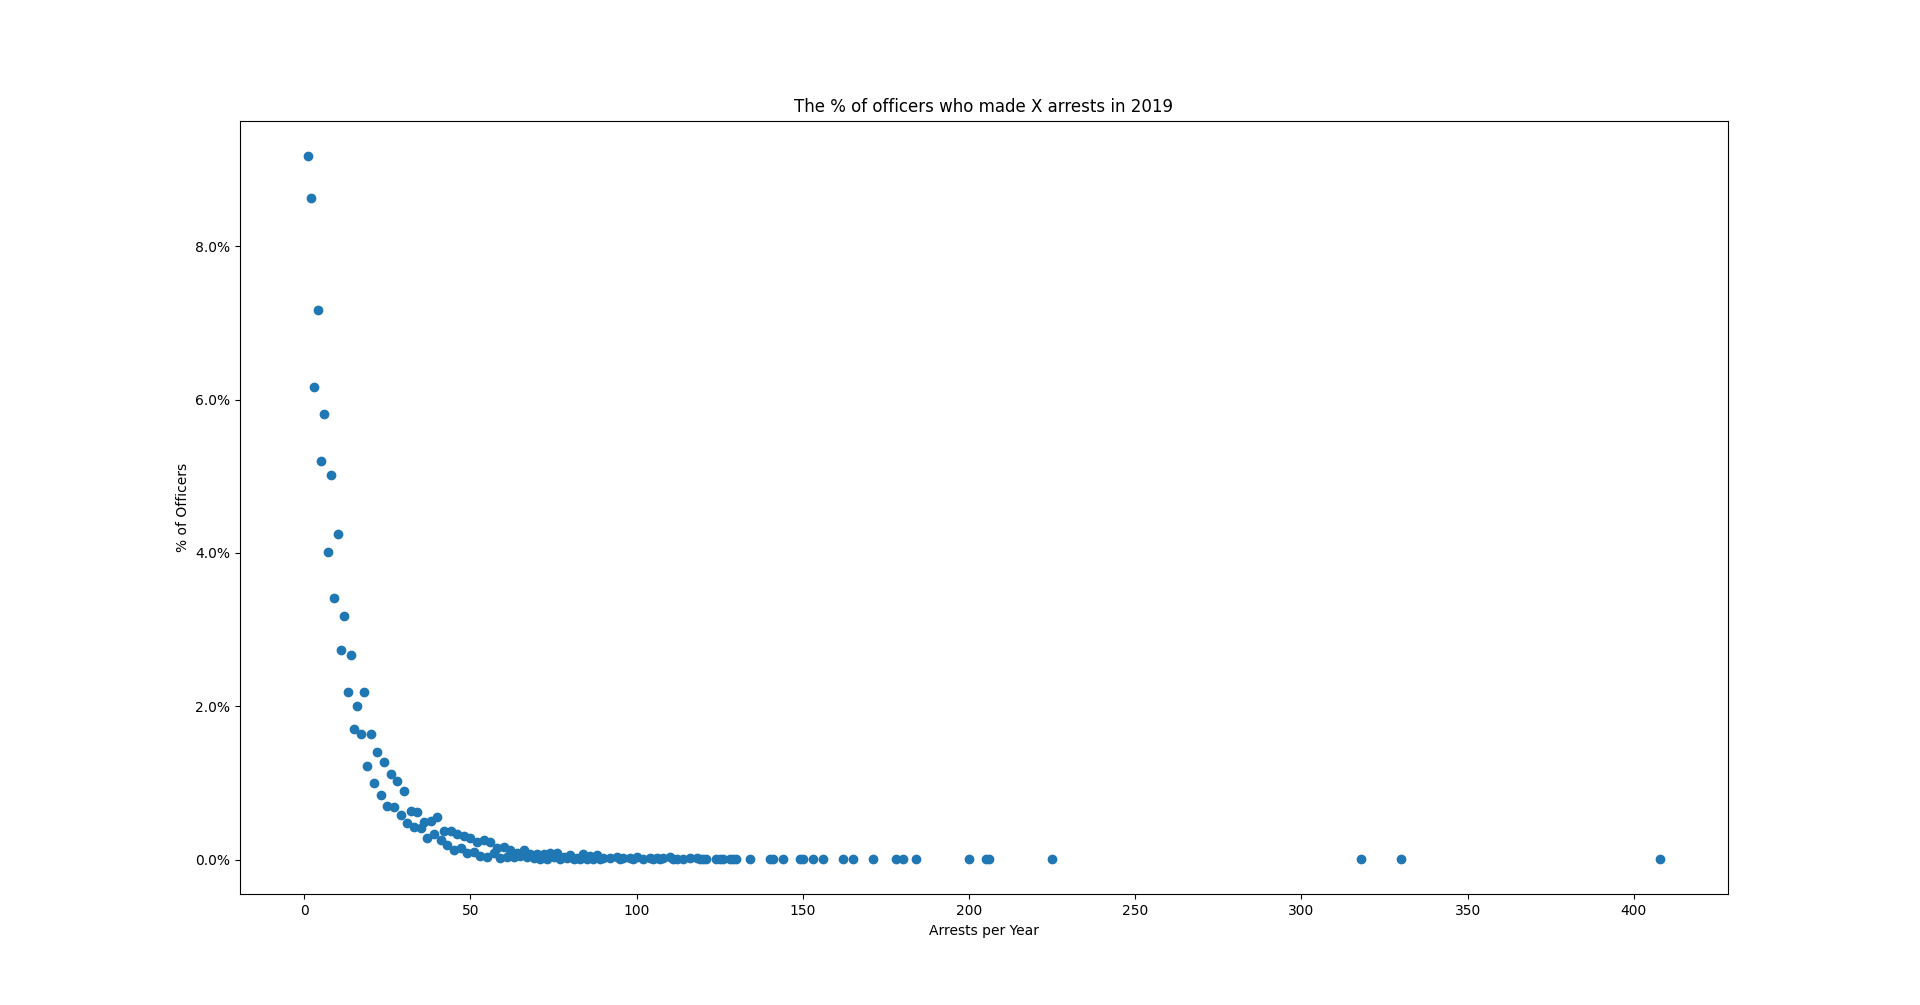 The % of officers who made X arrests in 2019
% of Officers
8.0%
6.0%
4.0%
2.0%
0.0%
0 50 100 150 200 250 300 350 400
Arrests per Year